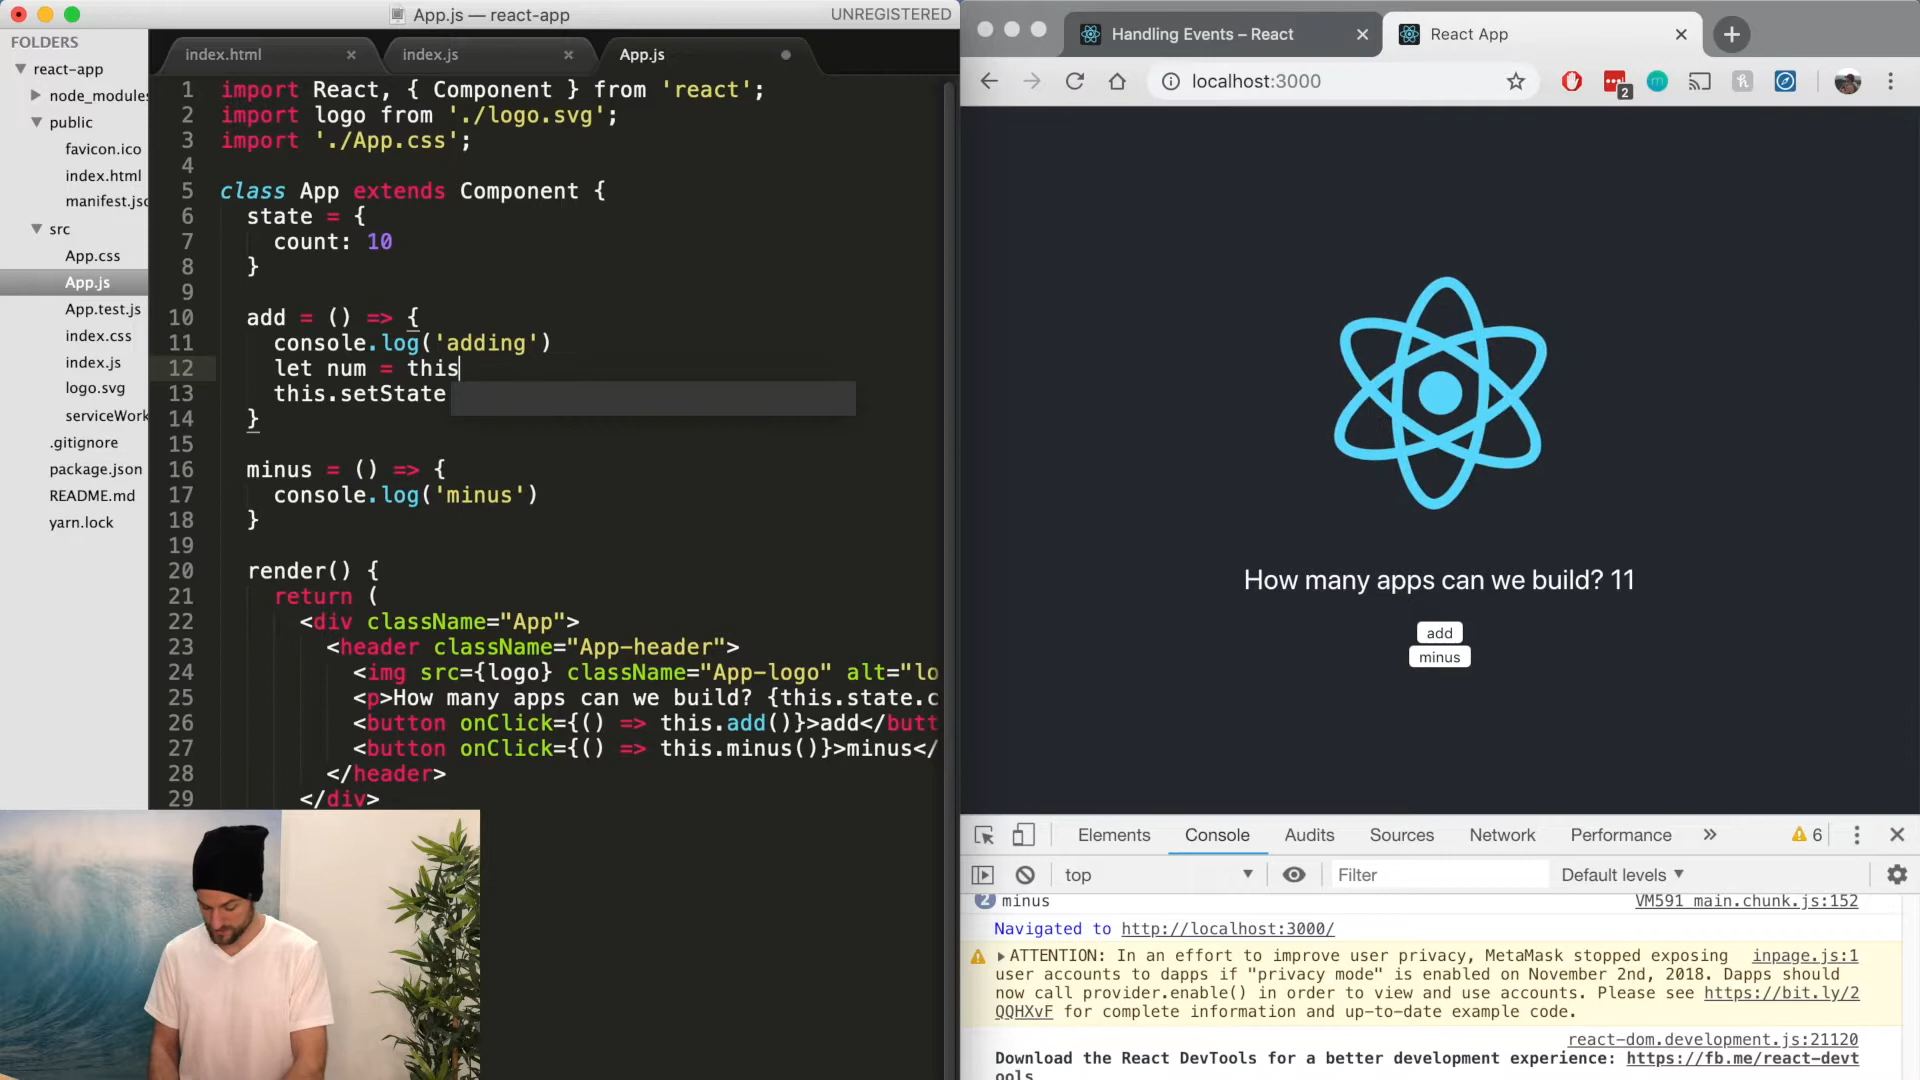 App.js — react-app
UNREGISTERED
FOLDERS
react-app
node_modules
public
favicon.ico
index.html
manifest.jso
src
App.css
App.js
App.test.js
index.css
index.js
logo.svg
serviceWork
.gitignore
package.json
README.md
yarn.lock
index.html
index.js
App.js
1 import React, { Component } from 'react';
2 import logo from './logo.svg';
3 import './App.css';
4
5 class App extends Component {
6 state = {
7 count: 10
8 }
9
10 add = () => {
11 console.log('adding')
12 let num = this
13 this.setState
14 }
15
16 minus = () => {
17 console.log('minus')
18 }
19
20 render() {
21 return (
22 <div className="App">
23 <header className="App-header">
24 <img src={logo} className="App-logo" alt="lo
25 <p>How many apps can we build? {this.state.c
26 <button onClick={() => this.add()}>add</butt
27 <button onClick={() => this.minus()}>minus</
28 </header>
29 </div>
Handling Events – React
React App
localhost:3000
2
How many apps can we build? 11
add
minus
Elements Console Audits Sources Network Performance 6
top Filter Default levels
2 minus VM591 main.chunk.js:152
Navigated to http://localhost:3000/
ATTENTION: In an effort to improve user privacy, MetaMask stopped exposing inpage.js:1
user accounts to dapps if "privacy mode" is enabled on November 2nd, 2018. Dapps should
now call provider.enable() in order to view and use accounts. Please see https://bit.ly/2
QQHXvF for complete information and up-to-date example code.
react-dom.development.js:21120
Download the React DevTools for a better development experience: https://fb.me/react-devt
ools